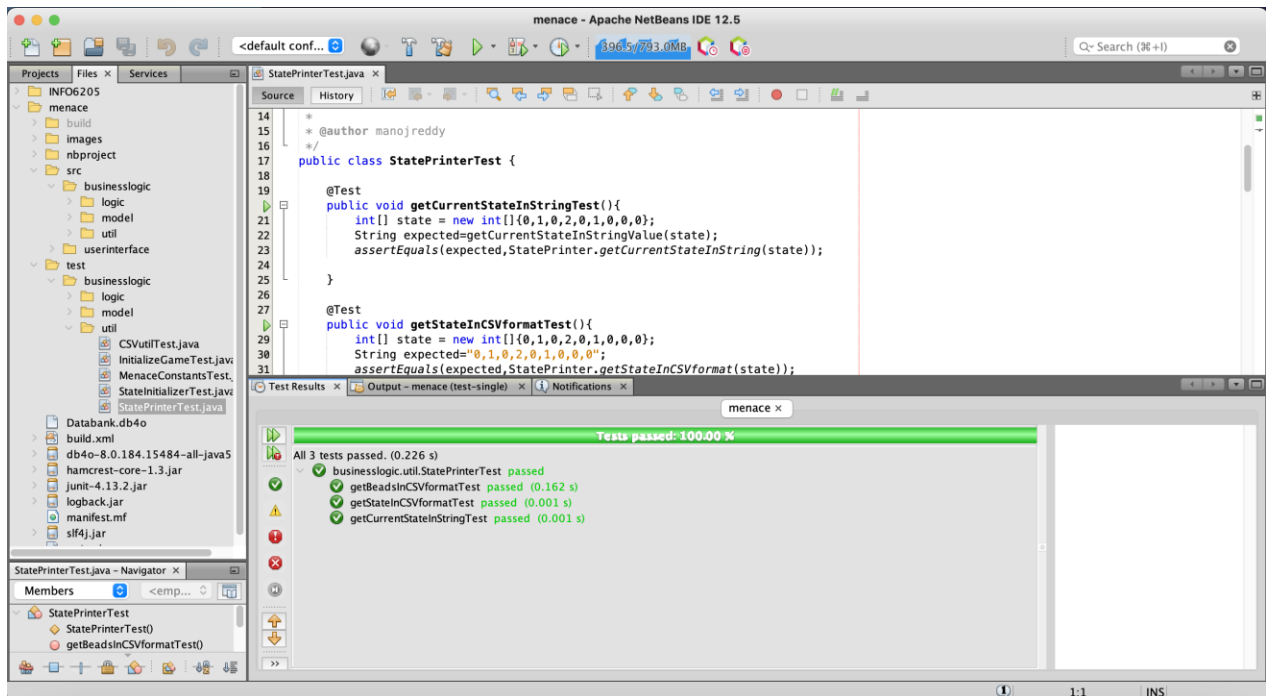 menace - Apache NetBeans IDE 12.5
<default conf...
396.5/793.0MB
Search (⌘+I)
Projects Files × Services
INFO6205
menace
build
images
nbproject
src
businesslogic
logic
model
util
userinterface
test
businesslogic
logic
model
util
CSVutilTest.java
InitializeGameTest.java
MenaceConstantsTest.
StateInitializerTest.java
StatePrinterTest.java
Databank.db4o
build.xml
db4o-8.0.184.15484-all-java5
hamcrest-core-1.3.jar
junit-4.13.2.jar
logback.jar
manifest.mf
slf4j.jar
StatePrinterTest.java - Navigator ×
Members <emp...
StatePrinterTest
StatePrinterTest()
getBeadsInCSVformatTest()
StatePrinterTest.java ×
Source History
14 *
15 * @author manojreddy
16 */
17 public class StatePrinterTest {
18
19 @Test
public void getCurrentStateInStringTest(){
21 int[] state = new int[]{0,1,0,2,0,1,0,0,0};
22 String expected=getCurrentStateInStringValue(state);
23 assertEquals(expected,StatePrinter.getCurrentStateInString(state));
24
25 }
26
27 @Test
public void getStateInCSVformatTest(){
29 int[] state = new int[]{0,1,0,2,0,1,0,0,0};
30 String expected="0,1,0,2,0,1,0,0,0";
31 assertEquals(expected,StatePrinter.getStateInCSVformat(state));
Test Results × Output - menace (test-single) × Notifications ×
menace ×
Tests passed: 100.00 %
All 3 tests passed. (0.226 s)
businesslogic.util.StatePrinterTest passed
getBeadsInCSVformatTest passed (0.162 s)
getStateInCSVformatTest passed (0.001 s)
getCurrentStateInStringTest passed (0.001 s)
>>
1 1:1 INS